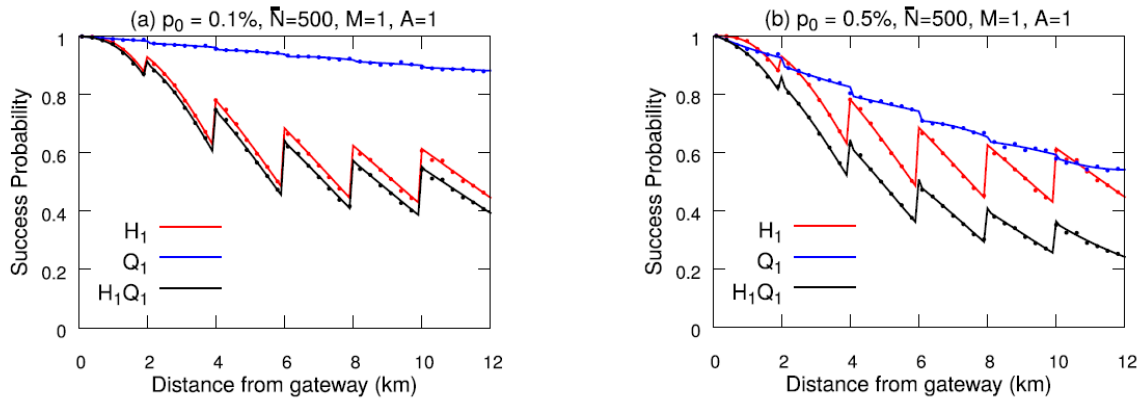 (a) p₀ = 0.1%, N̄=500, M=1, A=1
Success Probability
1
0.8
0.6
0.4
0.2
0
H₁
Q₁
H₁Q₁
0 2 4 6 8 10 12
Distance from gateway (km)
(b) p₀ = 0.5%, N̄=500, M=1, A=1
Success Probability
1
0.8
0.6
0.4
0.2
0
H₁
Q₁
H₁Q₁
0 2 4 6 8 10 12
Distance from gateway (km)